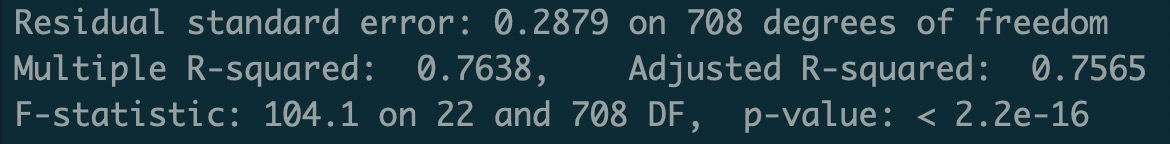 Residual standard error: 0.2879 on 708 degrees of freedom
Multiple R-squared:  0.7638,    Adjusted R-squared:  0.7565
F-statistic: 104.1 on 22 and 708 DF,  p-value: < 2.2e-16